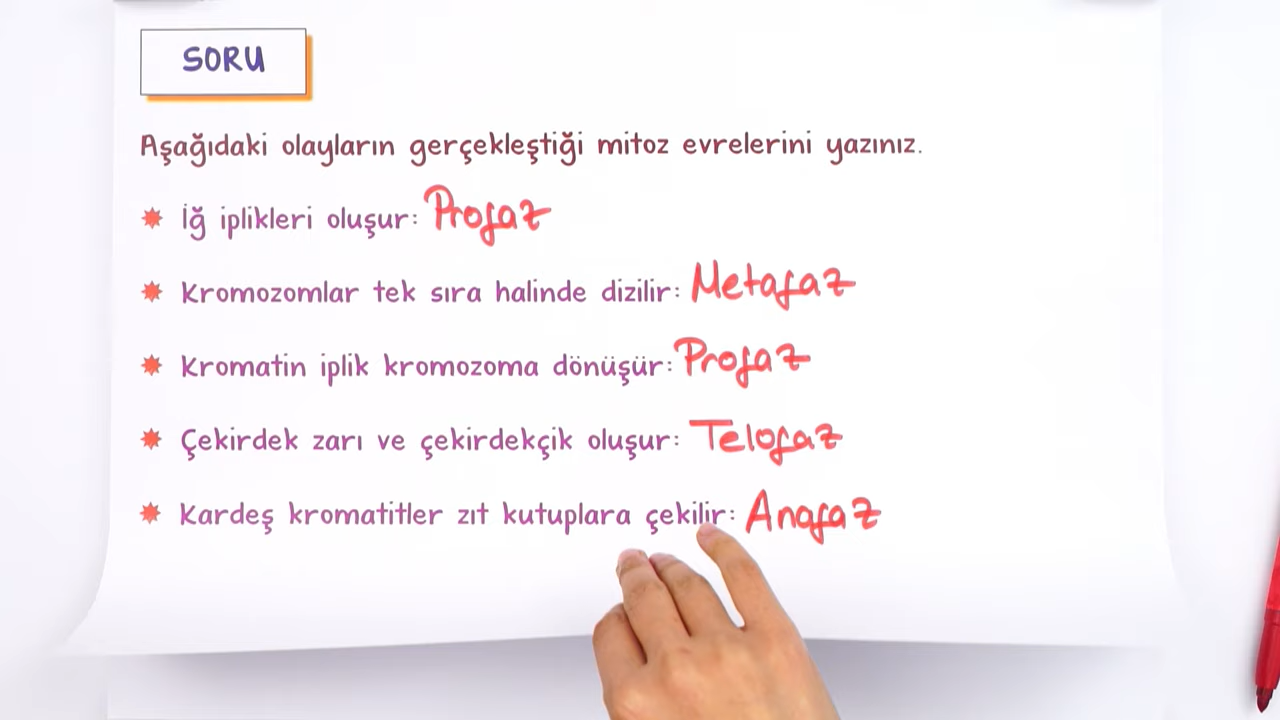 SORU
Aşağıdaki olayların gerçekleştiği mitoz evrelerini yazınız.
İğ iplikleri oluşur: Profaz
Kromozomlar tek sıra halinde dizilir: Metafaz
Kromatin iplik kromozoma dönüşür: Profaz
Çekirdek zarı ve çekirdekçik oluşur: Telofaz
Kardeş kromatitler zıt kutuplara çekilir: Anafaz